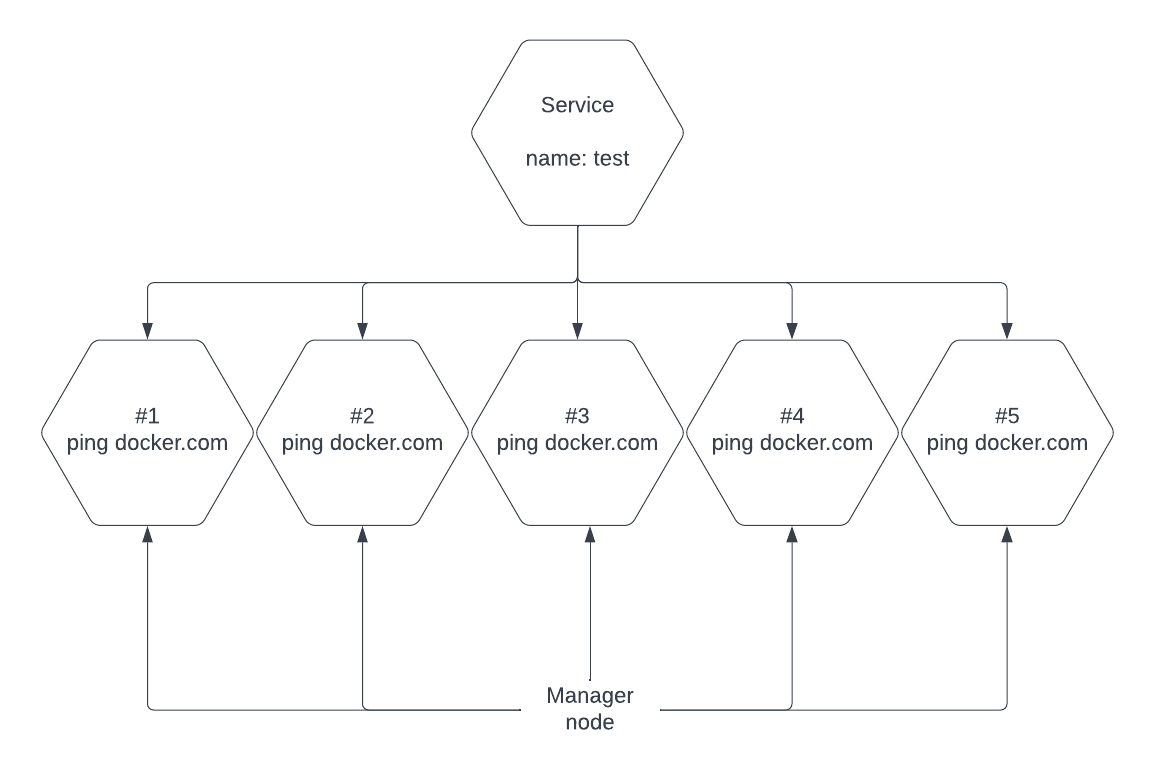 Service
name: test
#1
ping docker.com
#2
ping docker.com
#3
ping docker.com
#4
ping docker.com
#5
ping docker.com
Manager
node